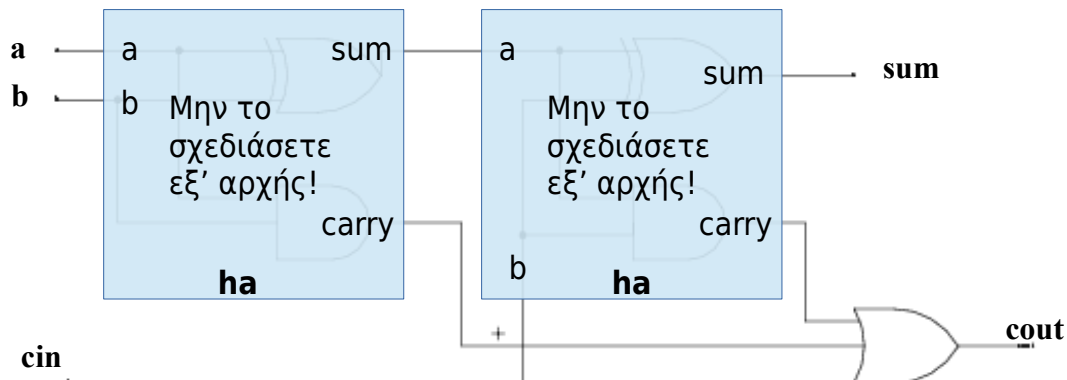 a
a
sum
a
sum
sum
b
b
Μην το
σχεδιάσετε
εξ’ αρχής!
Μην το
σχεδιάσετε
εξ’ αρχής!
carry
carry
b
ha
ha
+
cout
cin